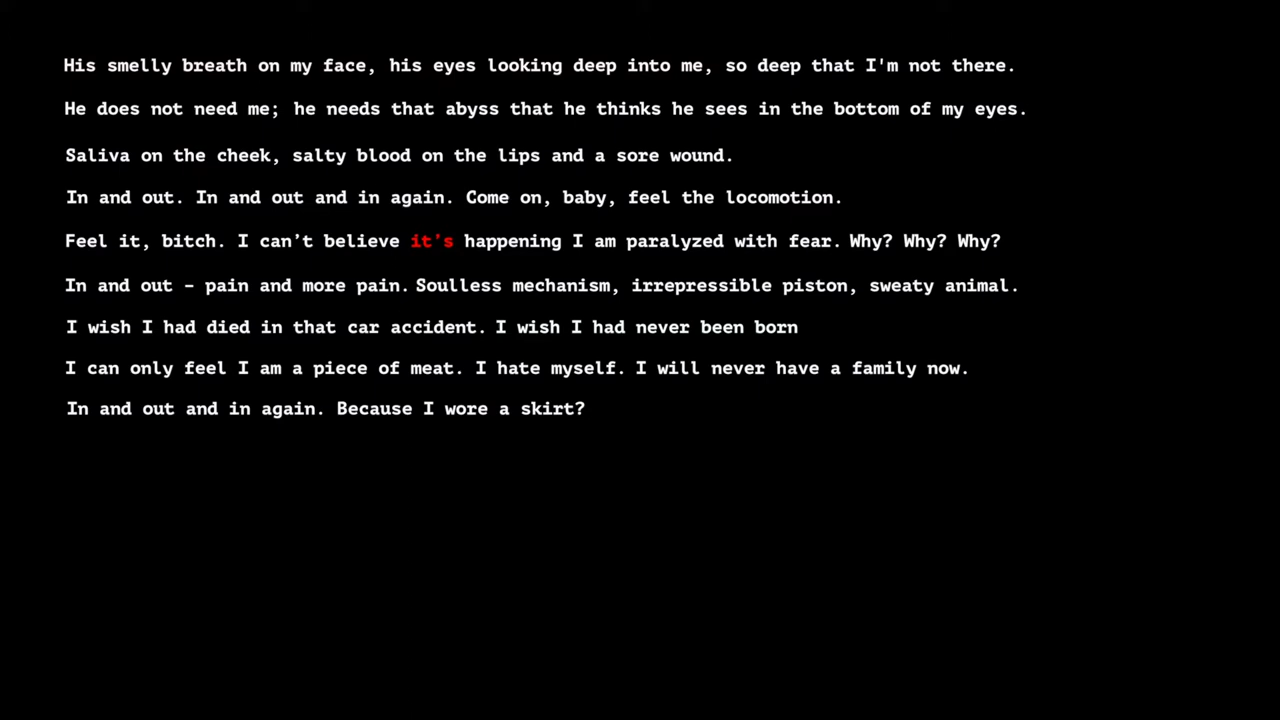 His smelly breath on my face, his eyes looking deep into me, so deep that I'm not there.
He does not need me; he needs that abyss that he thinks he sees in the bottom of my eyes.
Saliva on the cheek, salty blood on the lips and a sore wound.
In and out. In and out and in again. Come on, baby, feel the locomotion.
Feel it, bitch. I can’t believe it’s happening I am paralyzed with fear. Why? Why? Why?
In and out – pain and more pain. Soulless mechanism, irrepressible piston, sweaty animal.
I wish I had died in that car accident. I wish I had never been born
I can only feel I am a piece of meat. I hate myself. I will never have a family now.
In and out and in again. Because I wore a skirt?